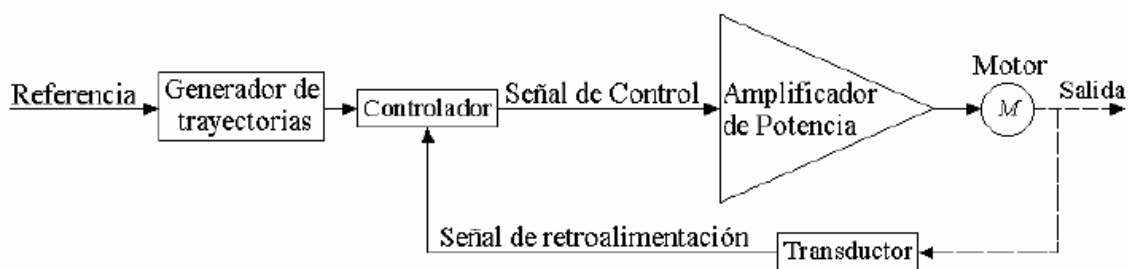 Referencia
Generador de
trayectorias
Controlador
Señal de Control
Amplificador
de Potencia
Motor
M
Salida
Señal de retroalimentación
Transductor